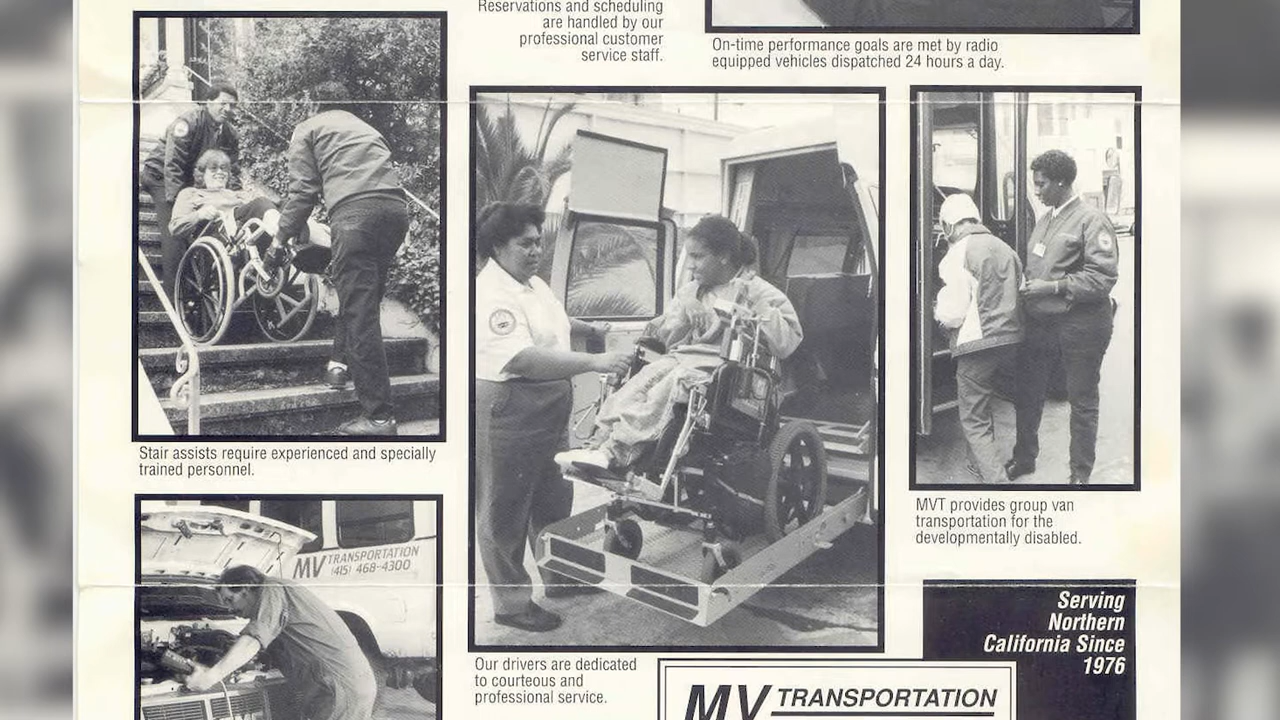 Reservations and scheduling
are handled by our
professional customer
service staff.
On-time performance goals are met by radio
equipped vehicles dispatched 24 hours a day.
Stair assists require experienced and specially
trained personnel.
MVT provides group van
transportation for the
developmentally disabled.
MV TRANSPORTATION
(415) 468-4300
Our drivers are dedicated
to courteous and
professional service.
Serving
Northern
California Since
1976
MV TRANSPORTATION